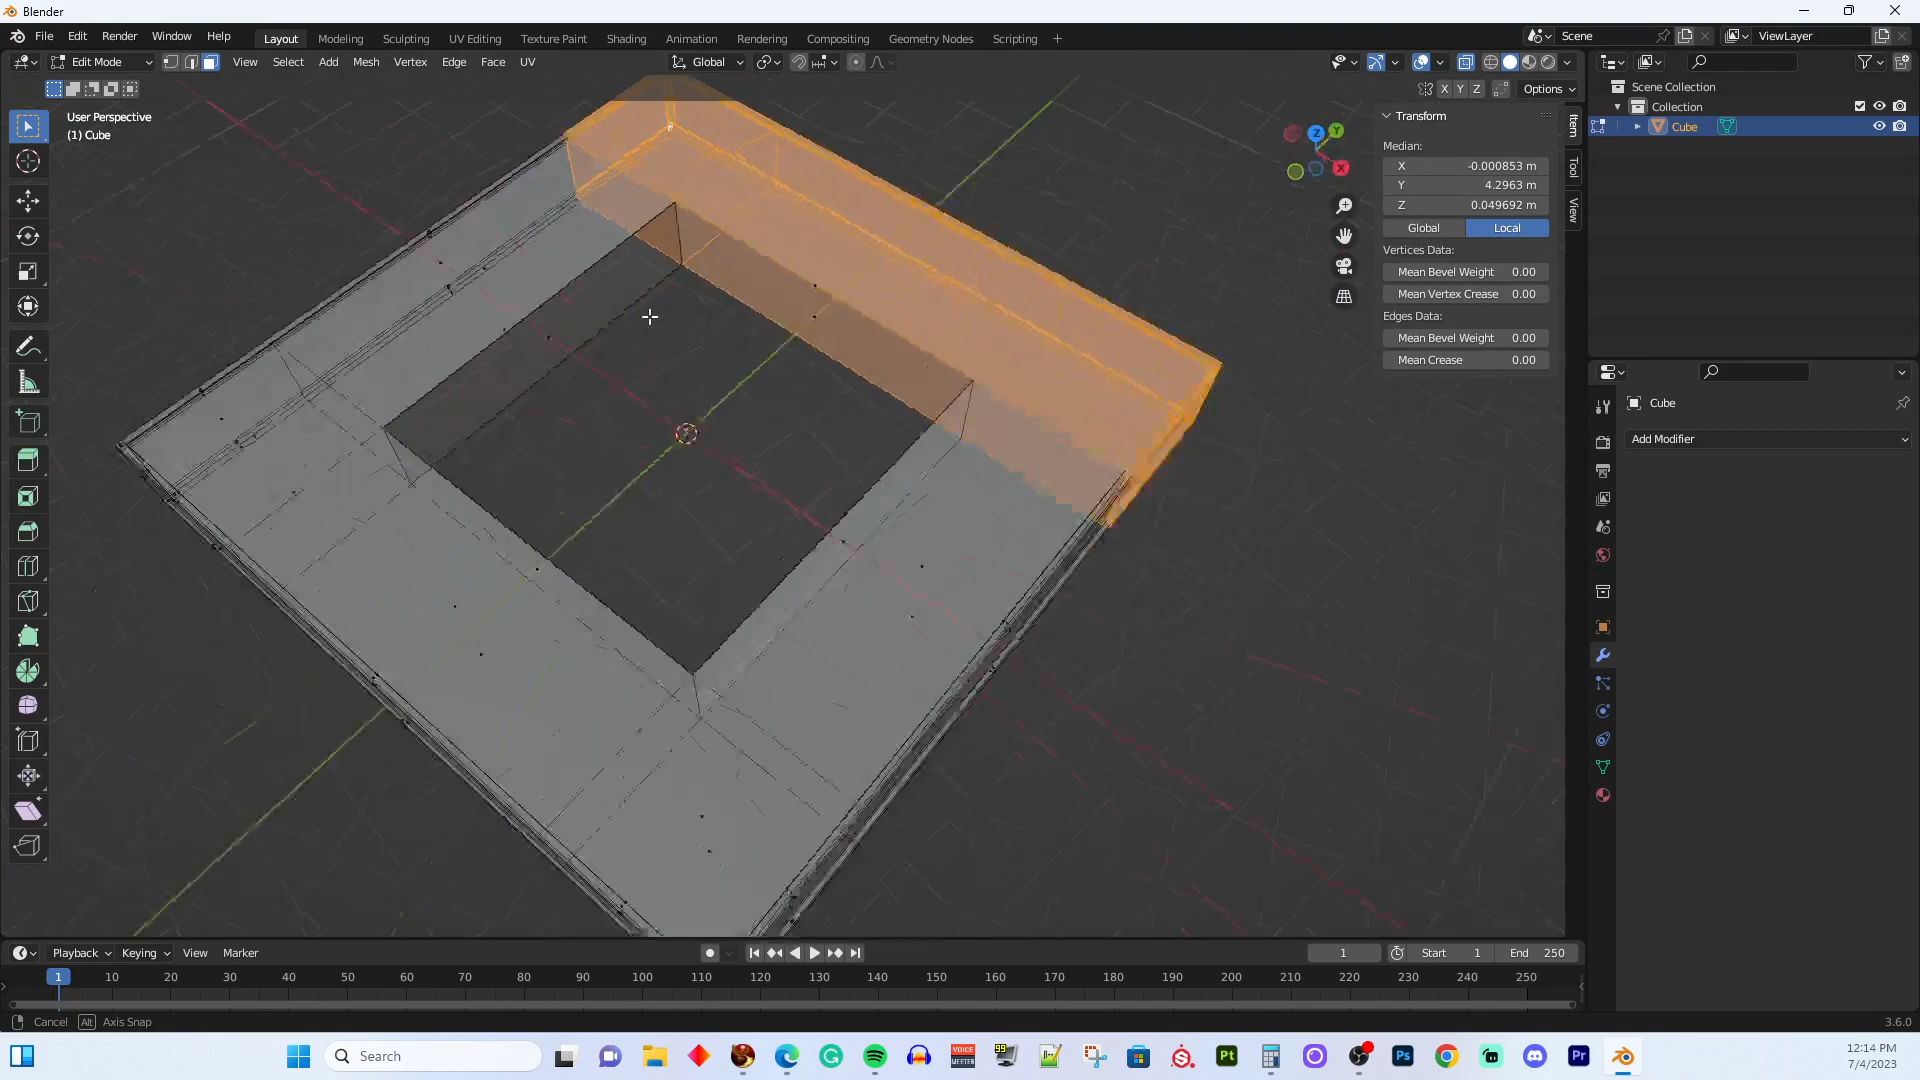 Blender
File Edit Render Window Help
Layout Modeling Sculpting UV Editing Texture Paint Shading Animation Rendering Compositing Geometry Nodes Scripting +
Scene
ViewLayer
Edit Mode View Select Add Mesh Vertex Edge Face UV
Global
X Y Z Options
User Perspective
(1) Cube
Z Y X
Transform
Median:
X -0.000853 m
Y 4.2963 m
Z 0.049692 m
Global Local
Vertices Data:
Mean Bevel Weight 0.00
Mean Vertex Crease 0.00
Edges Data:
Mean Bevel Weight 0.00
Mean Crease 0.00
Item
Tool
View
Scene Collection
Collection
Cube
Cube
Add Modifier
Playback Keying View Marker
1 Start 1 End 250
1 10 20 30 40 50 60 70 80 90 100 110 120 130 140 150 160 170 180 190 200 210 220 230 240 250
Cancel Alt Axis Snap
3.6.0
Search
VOICE
MEETER
99
Pt
Ps
Pr
12:14 PM
7/4/2023